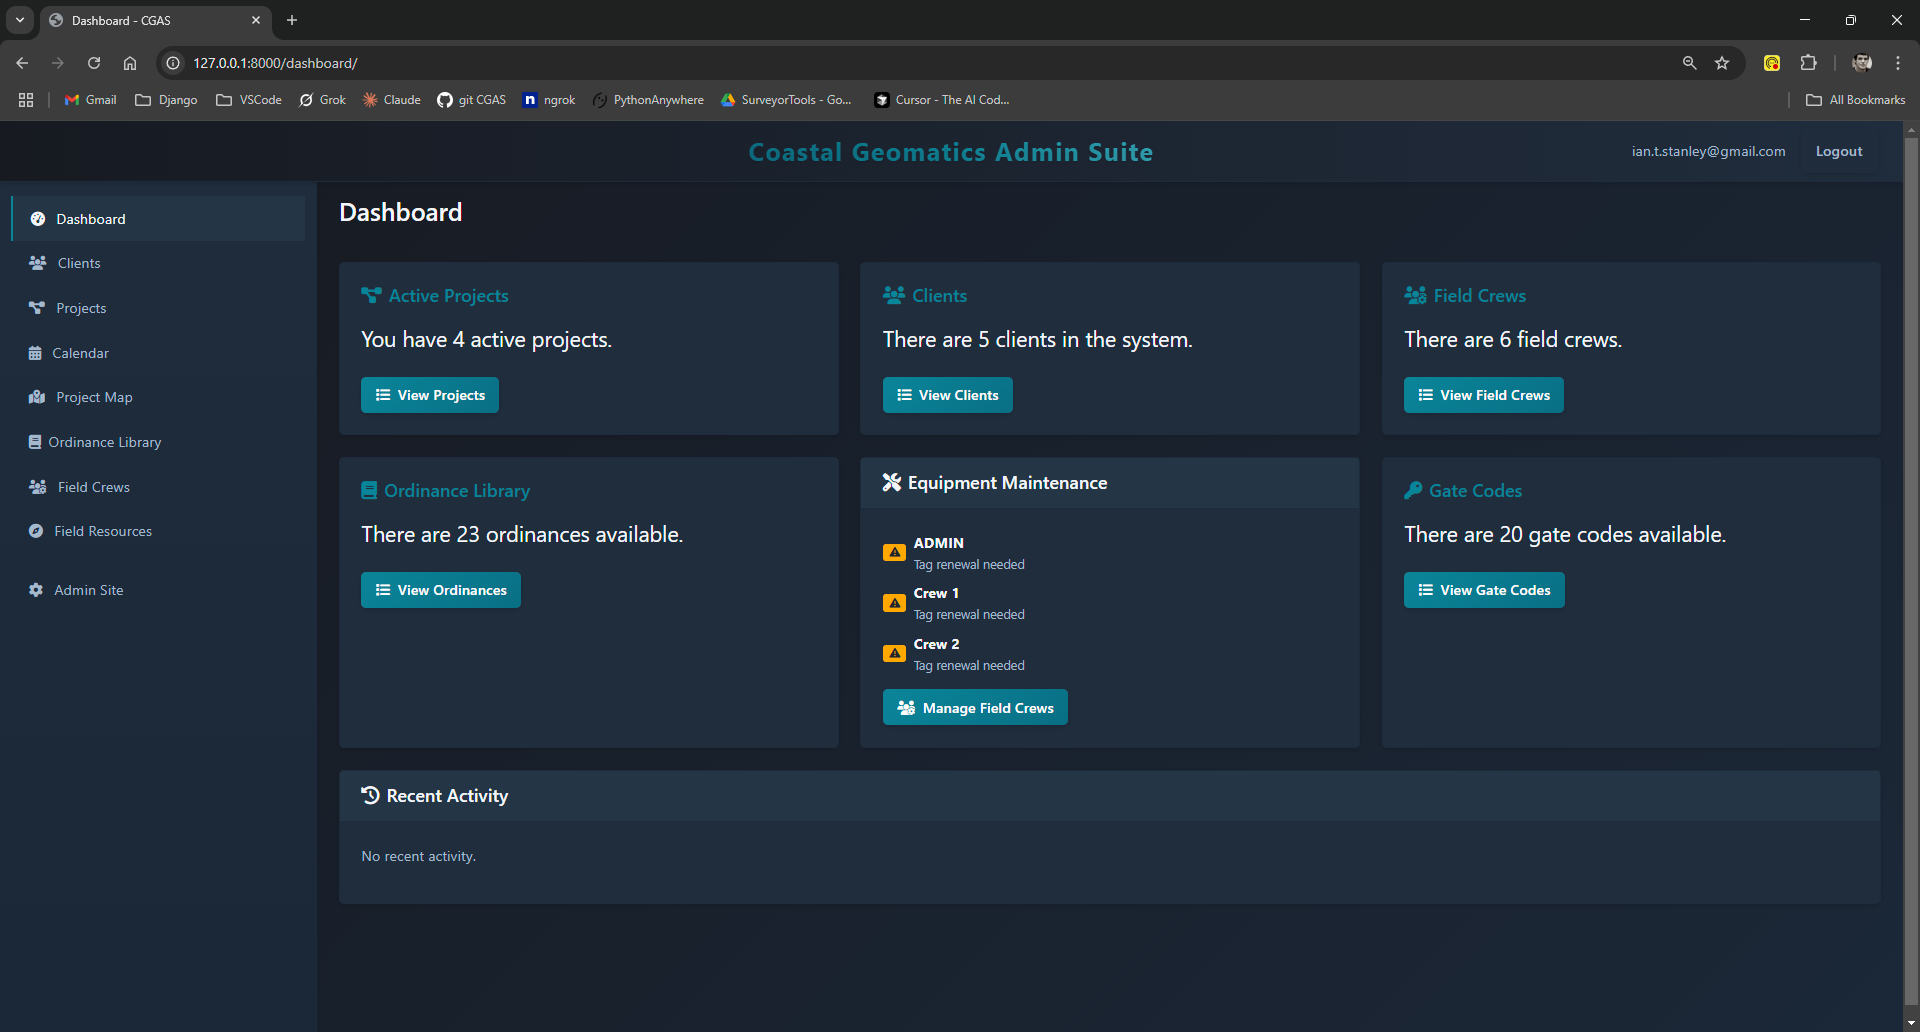 Dashboard - CGAS
127.0.0.1:8000/dashboard/
Gmail
Django
VSCode
Grok
Claude
git CGAS
n ngrok
PythonAnywhere
SurveyorTools - Go...
Cursor - The AI Cod...
All Bookmarks
Coastal Geomatics Admin Suite
ian.t.stanley@gmail.com
Logout
Dashboard
Clients
Projects
Calendar
Project Map
Ordinance Library
Field Crews
Field Resources
Admin Site
Dashboard
Active Projects
You have 4 active projects.
View Projects
Clients
There are 5 clients in the system.
View Clients
Field Crews
There are 6 field crews.
View Field Crews
Ordinance Library
There are 23 ordinances available.
View Ordinances
Equipment Maintenance
ADMIN
Tag renewal needed
Crew 1
Tag renewal needed
Crew 2
Tag renewal needed
Manage Field Crews
Gate Codes
There are 20 gate codes available.
View Gate Codes
Recent Activity
No recent activity.